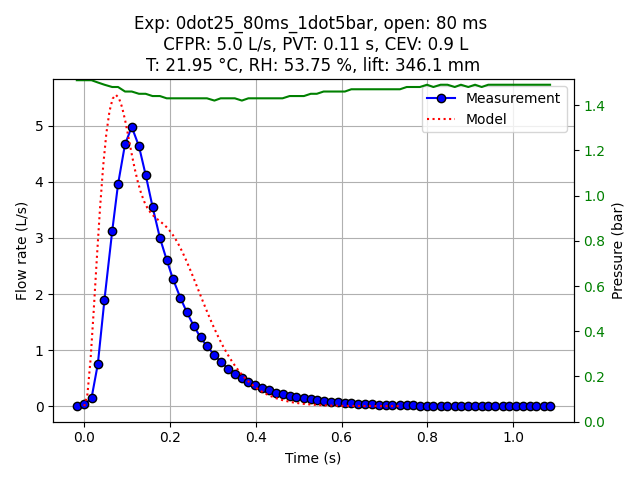 Exp: 0dot25_80ms_1dot5bar, open: 80 ms
CFPR: 5.0 L/s, PVT: 0.11 s, CEV: 0.9 L
T: 21.95 °C, RH: 53.75 %, lift: 346.1 mm
Measurement
Model
Flow rate (L/s)
5
4
3
2
1
0
Pressure (bar)
1.4
1.2
1.0
0.8
0.6
0.4
0.2
0.0
0.0 0.2 0.4 0.6 0.8 1.0
Time (s)